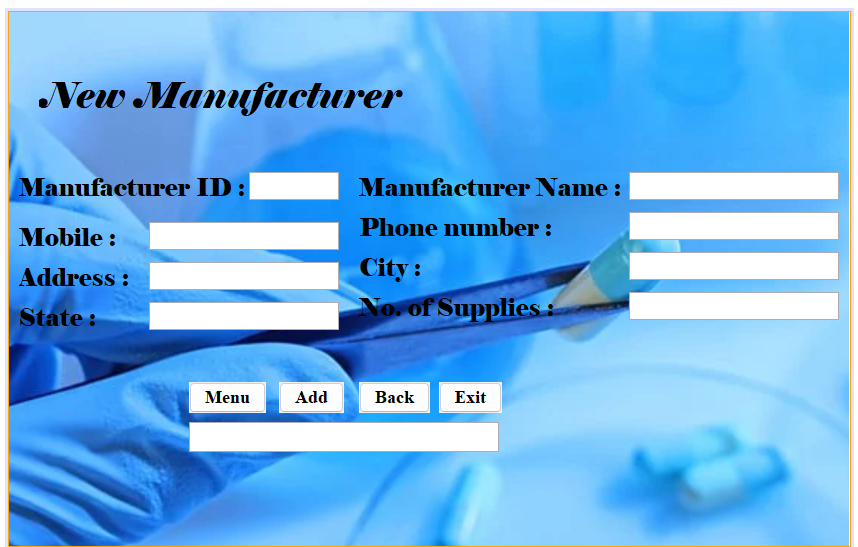 New Manufacturer
Manufacturer ID :
Manufacturer Name :
Mobile :
Phone number :
Address :
City :
State :
No. of Supplies :
Menu Add Back Exit